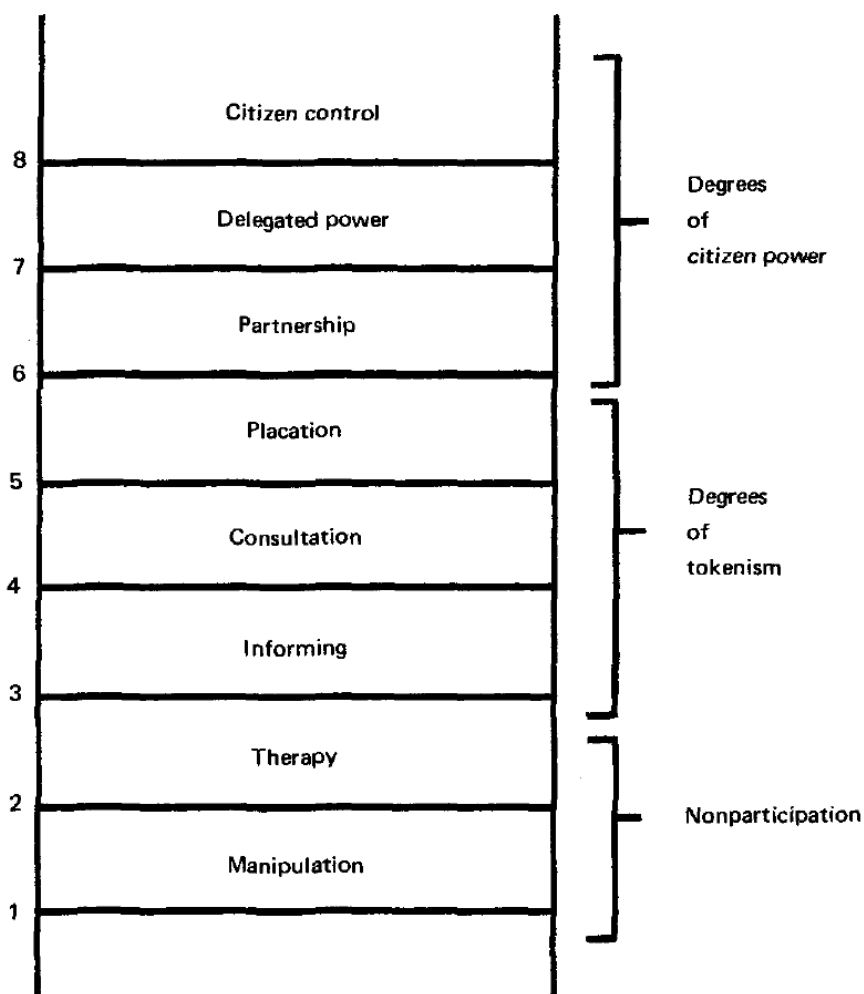 Citizen control
8
Delegated power
7
Partnership
6
Placation
5
Consultation
4
Informing
3
Therapy
2
Manipulation
1
Degrees
of
citizen power
Degrees
of
tokenism
Nonparticipation